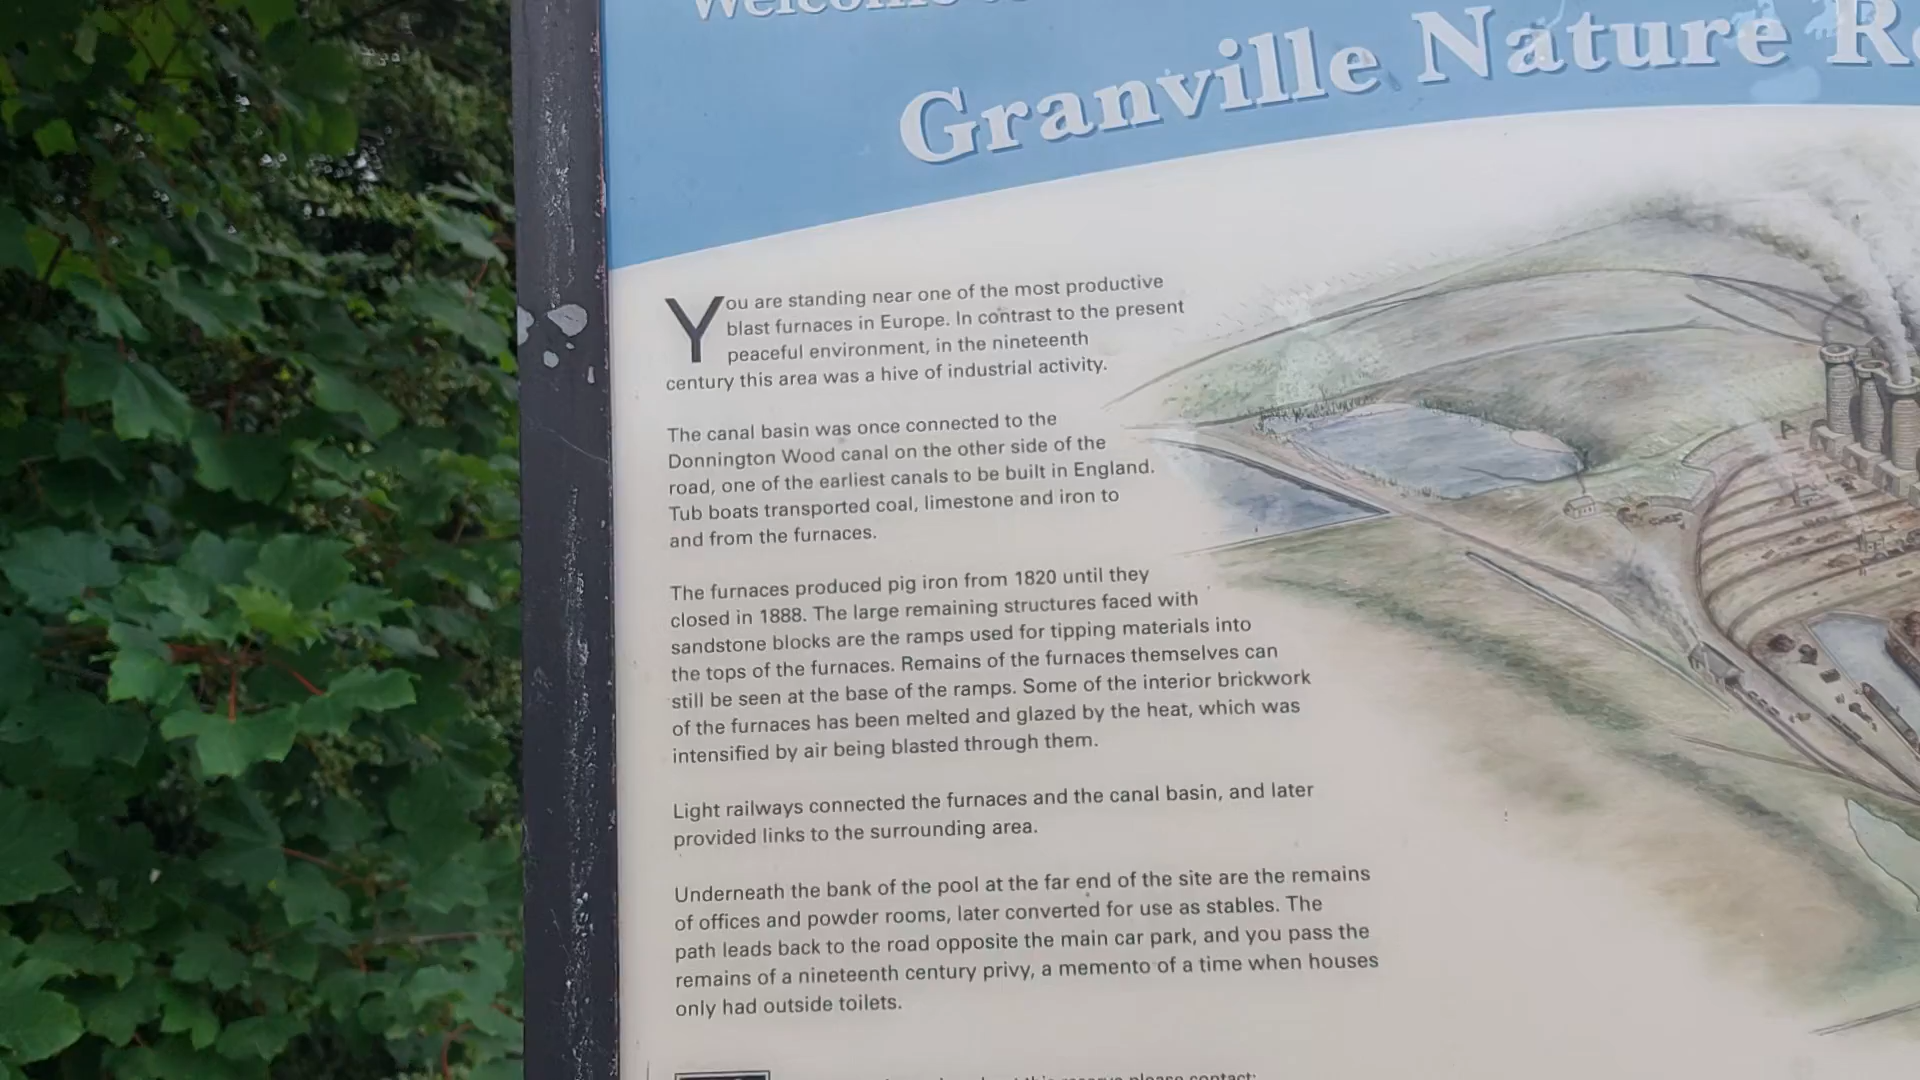 Welcome
Granville Nature
You are standing near one of the most productive
blast furnaces in Europe. In contrast to the present
peaceful environment, in the nineteenth
century this area was a hive of industrial activity.
The canal basin was once connected to the
Donnington Wood canal on the other side of the
road, one of the earliest canals to be built in England.
Tub boats transported coal, limestone and iron to
and from the furnaces.
The furnaces produced pig iron from 1820 until they
closed in 1888. The large remaining structures faced with
sandstone blocks are the ramps used for tipping materials into
the tops of the furnaces. Remains of the furnaces themselves can
still be seen at the base of the ramps. Some of the interior brickwork
of the furnaces has been melted and glazed by the heat, which was
intensified by air being blasted through them.
Light railways connected the furnaces and the canal basin, and later
provided links to the surrounding area.
Underneath the bank of the pool at the far end of the site are the remains
of offices and powder rooms, later converted for use as stables. The
path leads back to the road opposite the main car park, and you pass the
remains of a nineteenth century privy, a memento of a time when houses
only had outside toilets.
please contact: